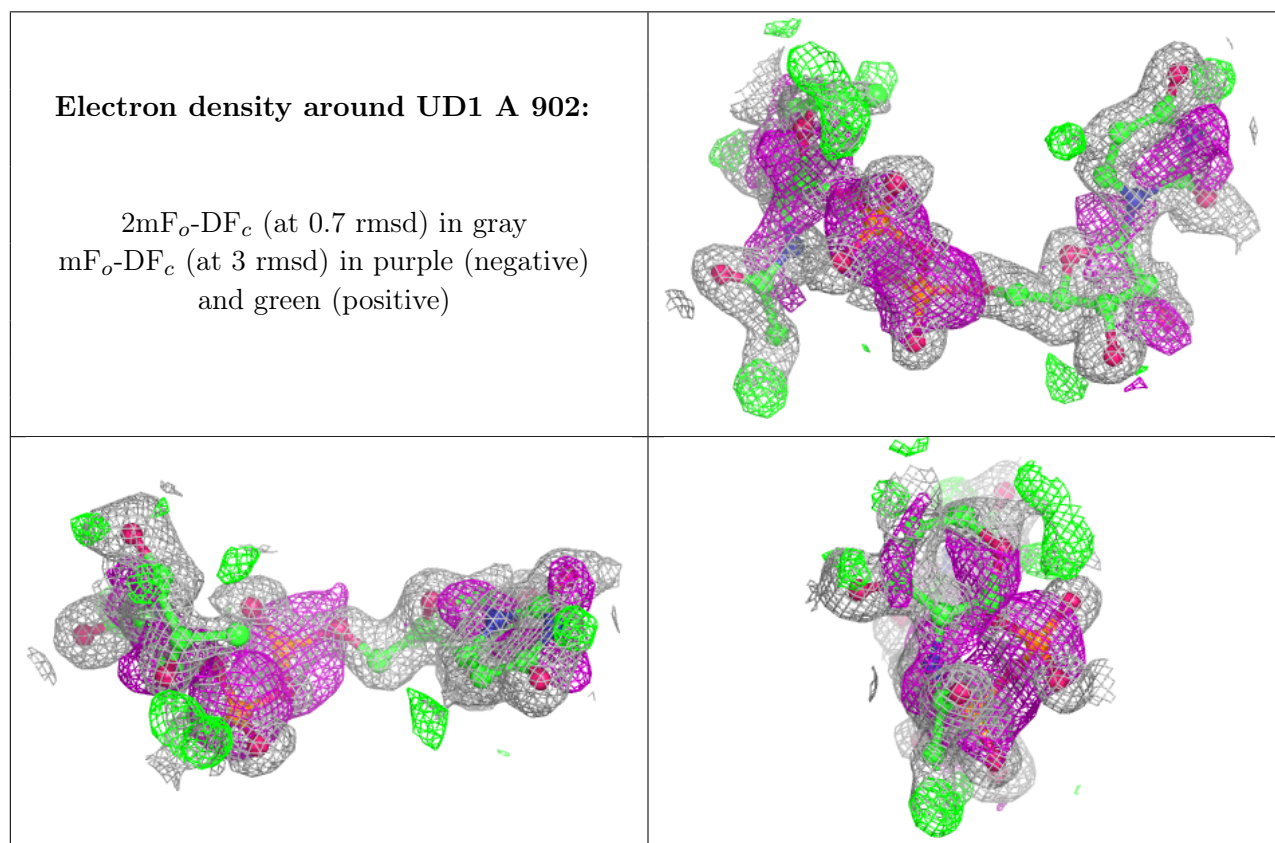 Electron density around UD1 A 902:
2mFo-DFc (at 0.7 rmsd) in gray
mFo-DFc (at 3 rmsd) in purple (negative)
and green (positive)